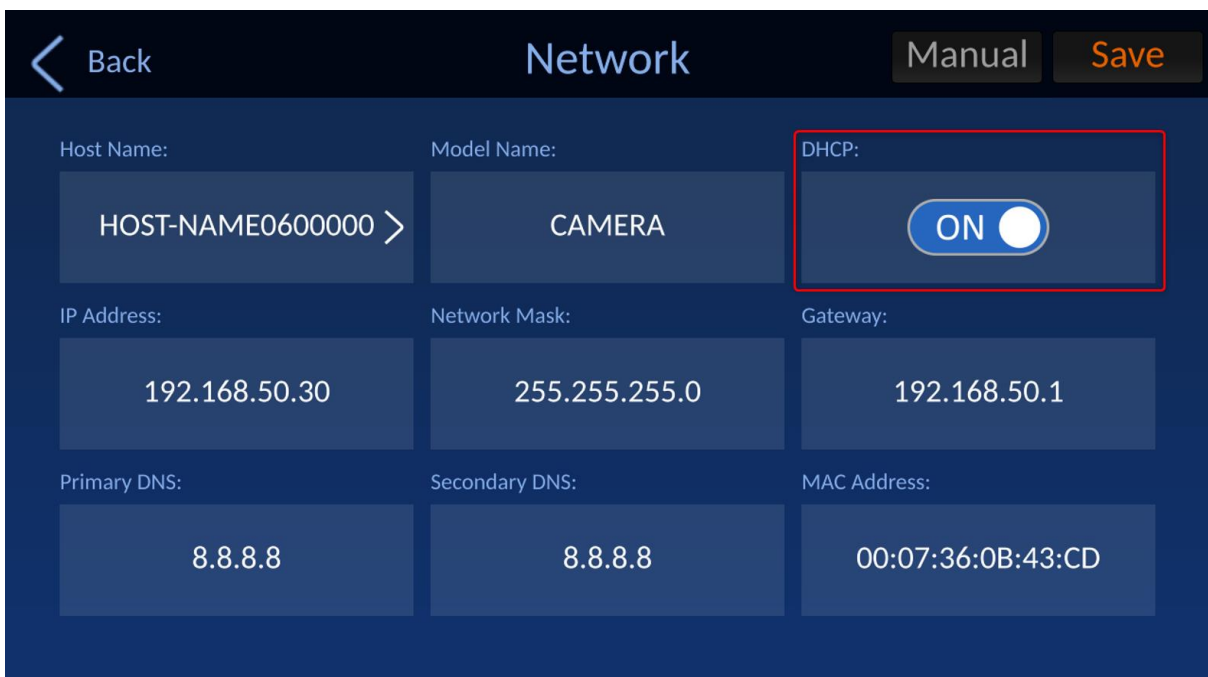 Back Network Manual Save
Host Name: Model Name: DHCP:
HOST-NAME0600000 CAMERA ON
IP Address: Network Mask: Gateway:
192.168.50.30 255.255.255.0 192.168.50.1
Primary DNS: Secondary DNS: MAC Address:
8.8.8.8 8.8.8.8 00:07:36:0B:43:CD